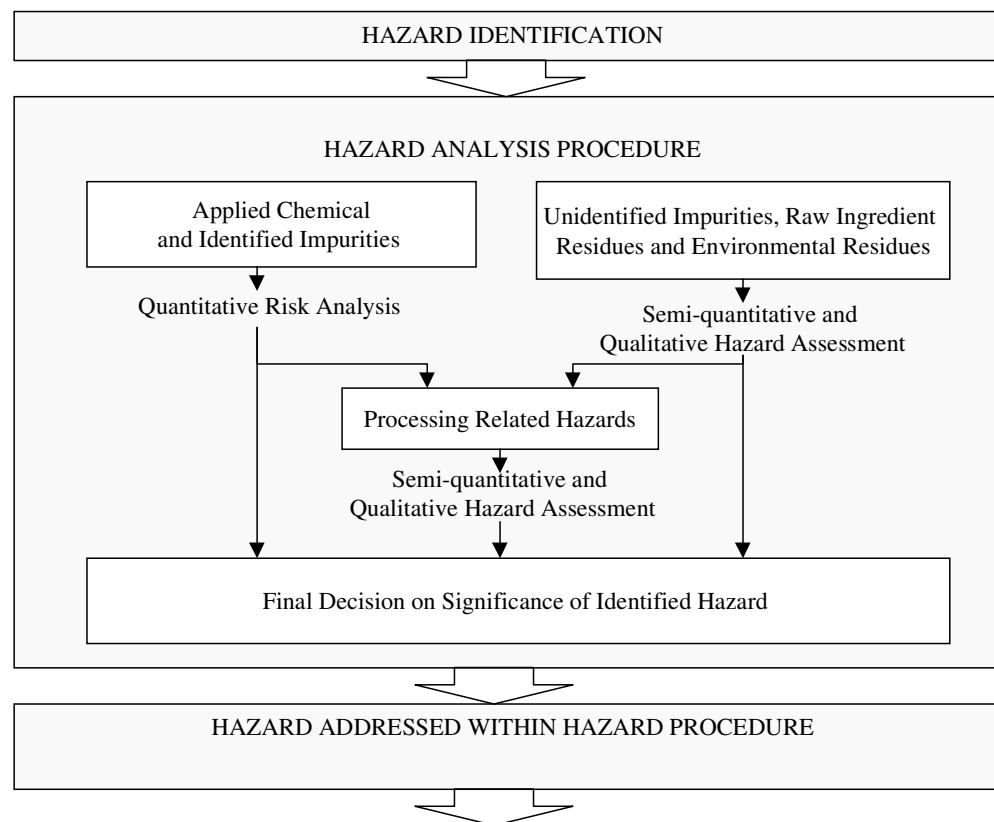 HAZARD IDENTIFICATION
HAZARD ANALYSIS PROCEDURE
Applied Chemical
and Identified Impurities
Unidentified Impurities, Raw Ingredient
Residues and Environmental Residues
Quantitative Risk Analysis
Semi-quantitative and
Qualitative Hazard Assessment
Processing Related Hazards
Semi-quantitative and
Qualitative Hazard Assessment
Final Decision on Significance of Identified Hazard
HAZARD ADDRESSED WITHIN HAZARD PROCEDURE